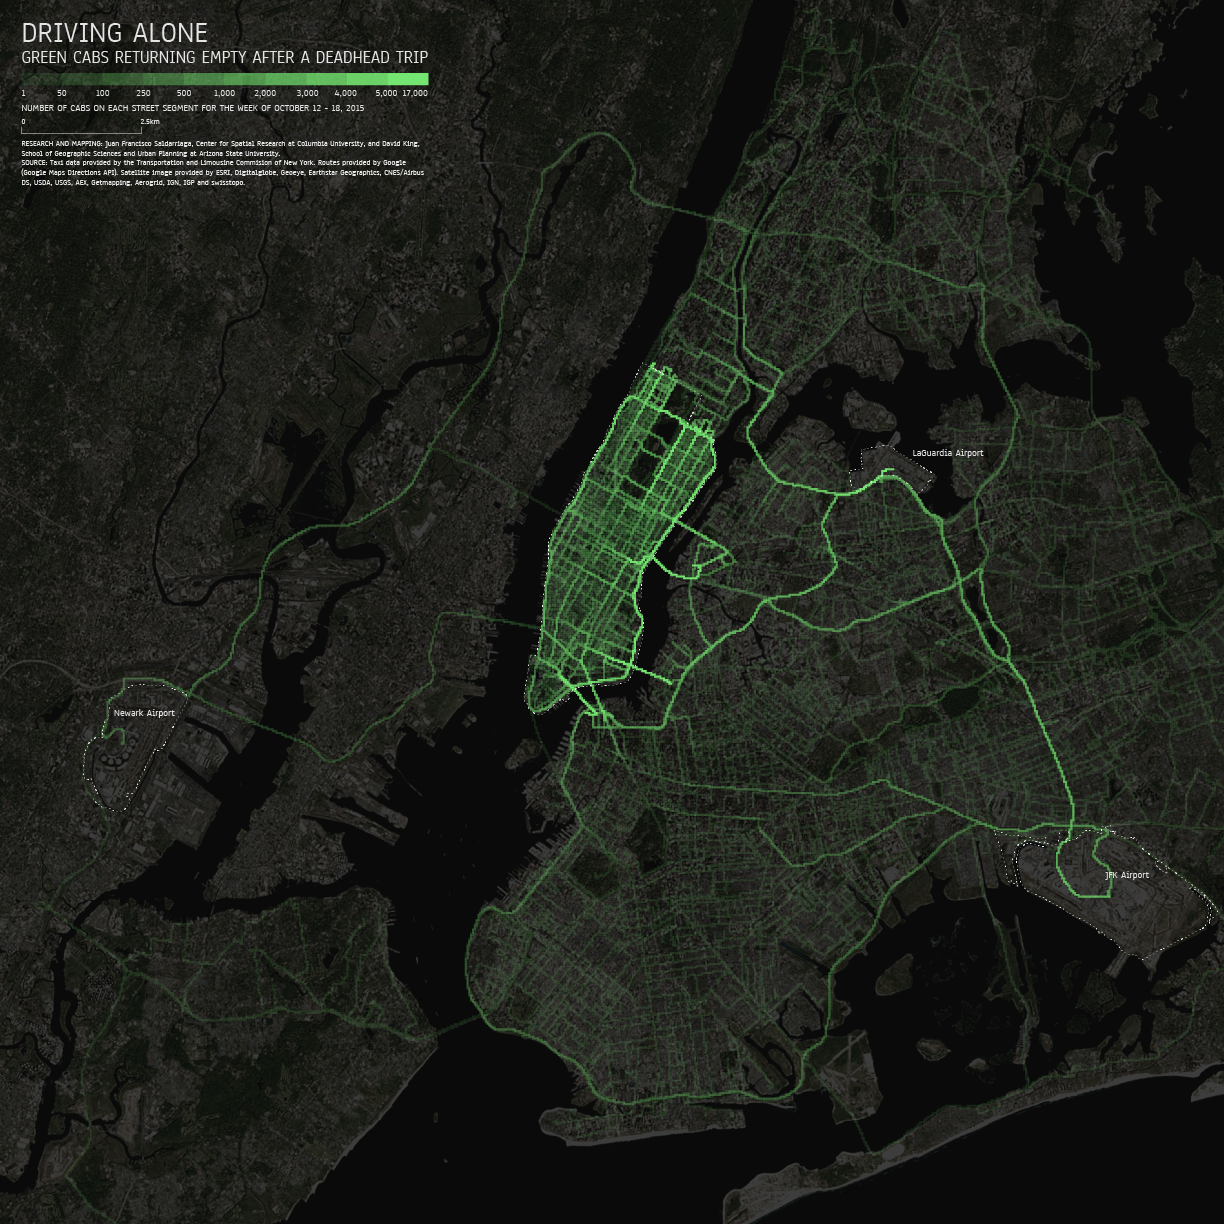 DRIVING ALONE
GREEN CABS RETURNING EMPTY AFTER A DEADHEAD TRIP
1 50 100 250 500 1,000 2,000 3,000 4,000 5,000 17,000
NUMBER OF CABS ON EACH STREET SEGMENT FOR THE WEEK OF OCTOBER 12 - 18, 2015
0 2.5km
RESEARCH AND MAPPING: Juan Francisco Saldarriaga, Center for Spatial Research at Columbia University, and David King,
School of Geographic Sciences and Urban Planning at Arizona State University.
SOURCE: Taxi data provided by the Transportation and Limousine Commision of New York. Routes provided by Google
(Google Maps Directions API). Satellite image provided by ESRI, Digitalglobe, Geoeye, Earthstar Geographics, CNES/Airbus
DS, USDA, USGS, AEX, Getmapping, Aerogrid, IGN, IGP and swisstopo.
LaGuardia Airport
Newark Airport
JFK Airport